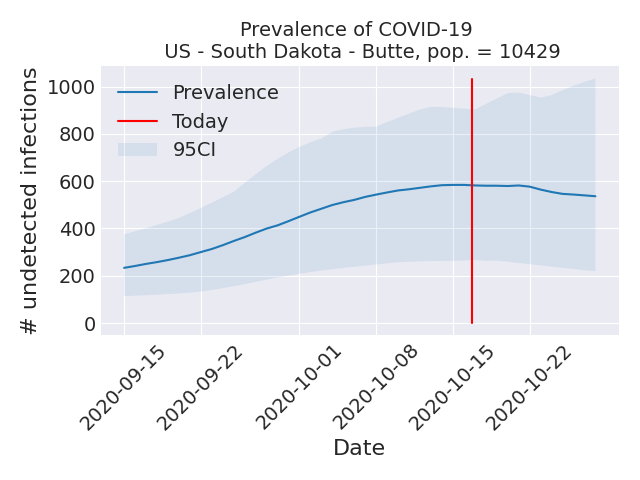 Prevalence of COVID-19
US - South Dakota - Butte, pop. = 10429
# undetected infections
1000
800
600
400
200
0
Prevalence
Today
95CI
2020-09-15
2020-09-22
2020-10-01
2020-10-08
2020-10-15
2020-10-22
Date